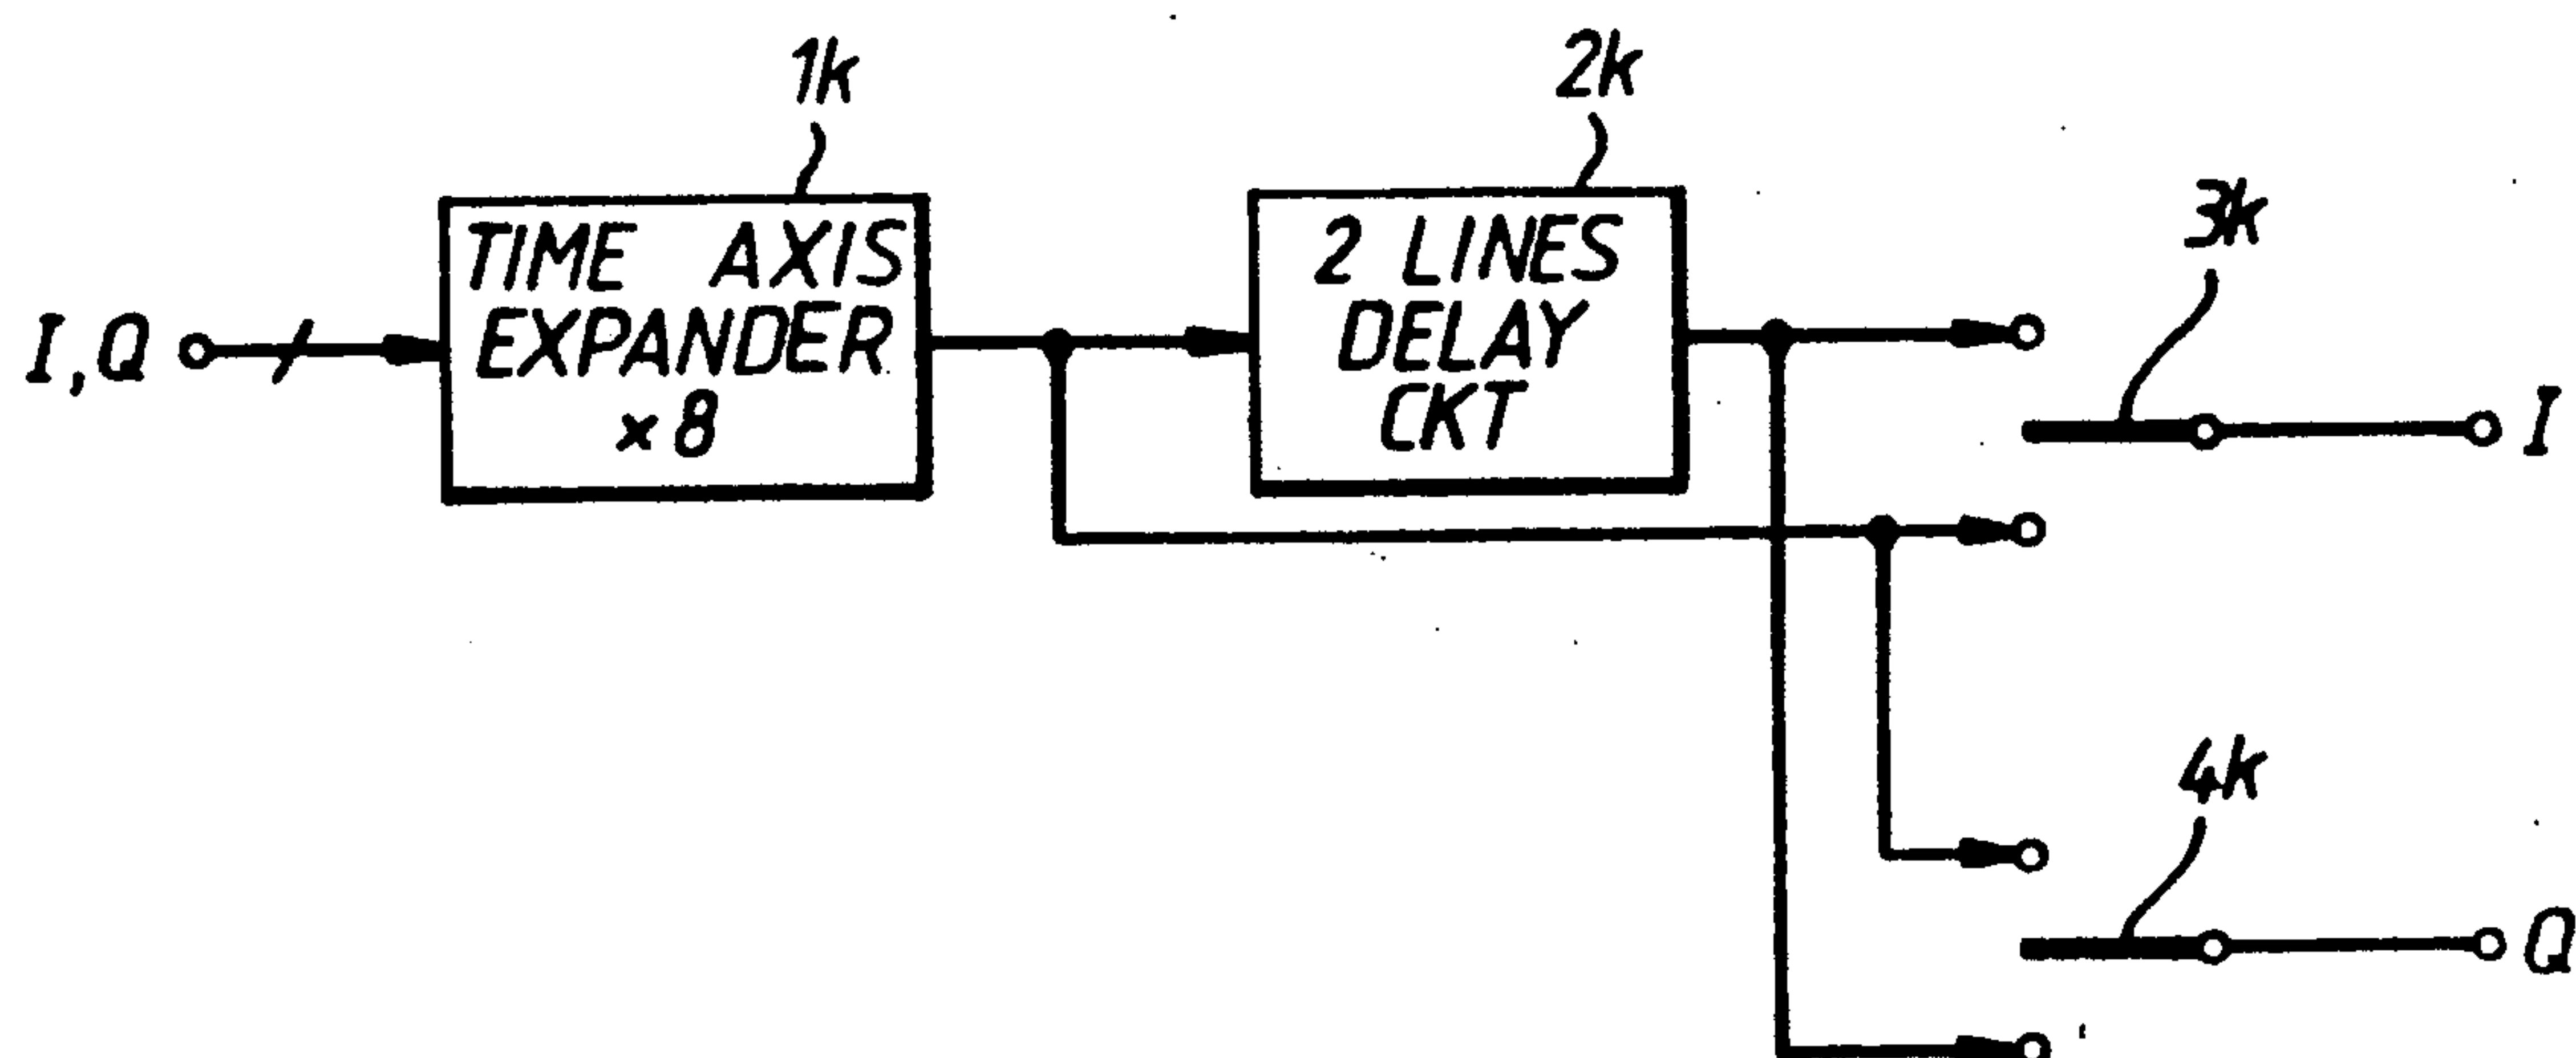 1k
2k
3k
I,Q
TIME AXIS
EXPANDER
×8
2 LINES
DELAY
CKT
I
4k
Q